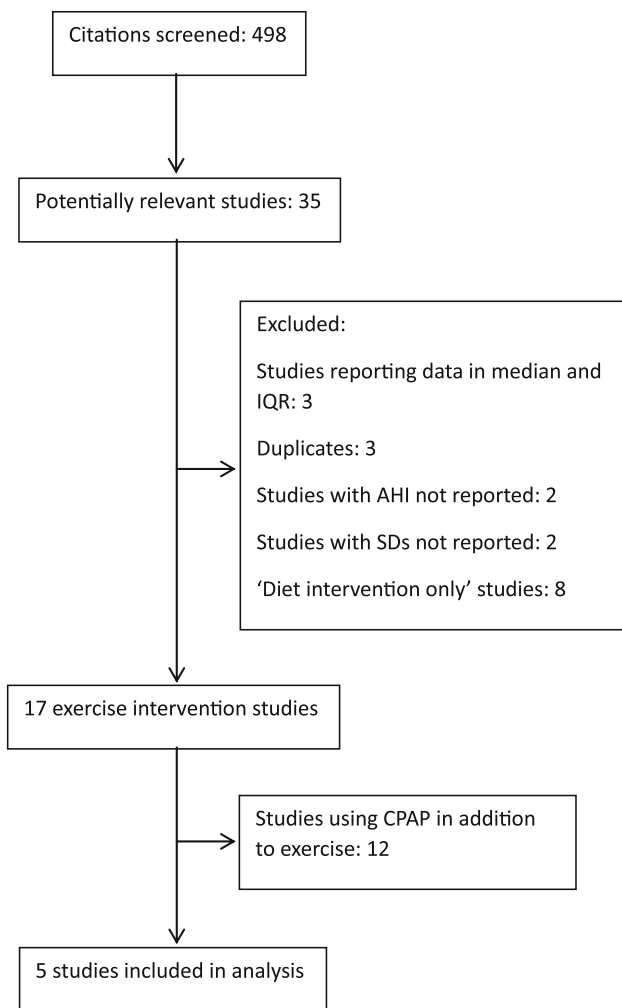 Citations screened: 498
Potentially relevant studies: 35
Excluded:
Studies reporting data in median and
IQR: 3
Duplicates: 3
Studies with AHI not reported: 2
Studies with SDs not reported: 2
‘Diet intervention only’ studies: 8
17 exercise intervention studies
Studies using CPAP in addition
to exercise: 12
5 studies included in analysis